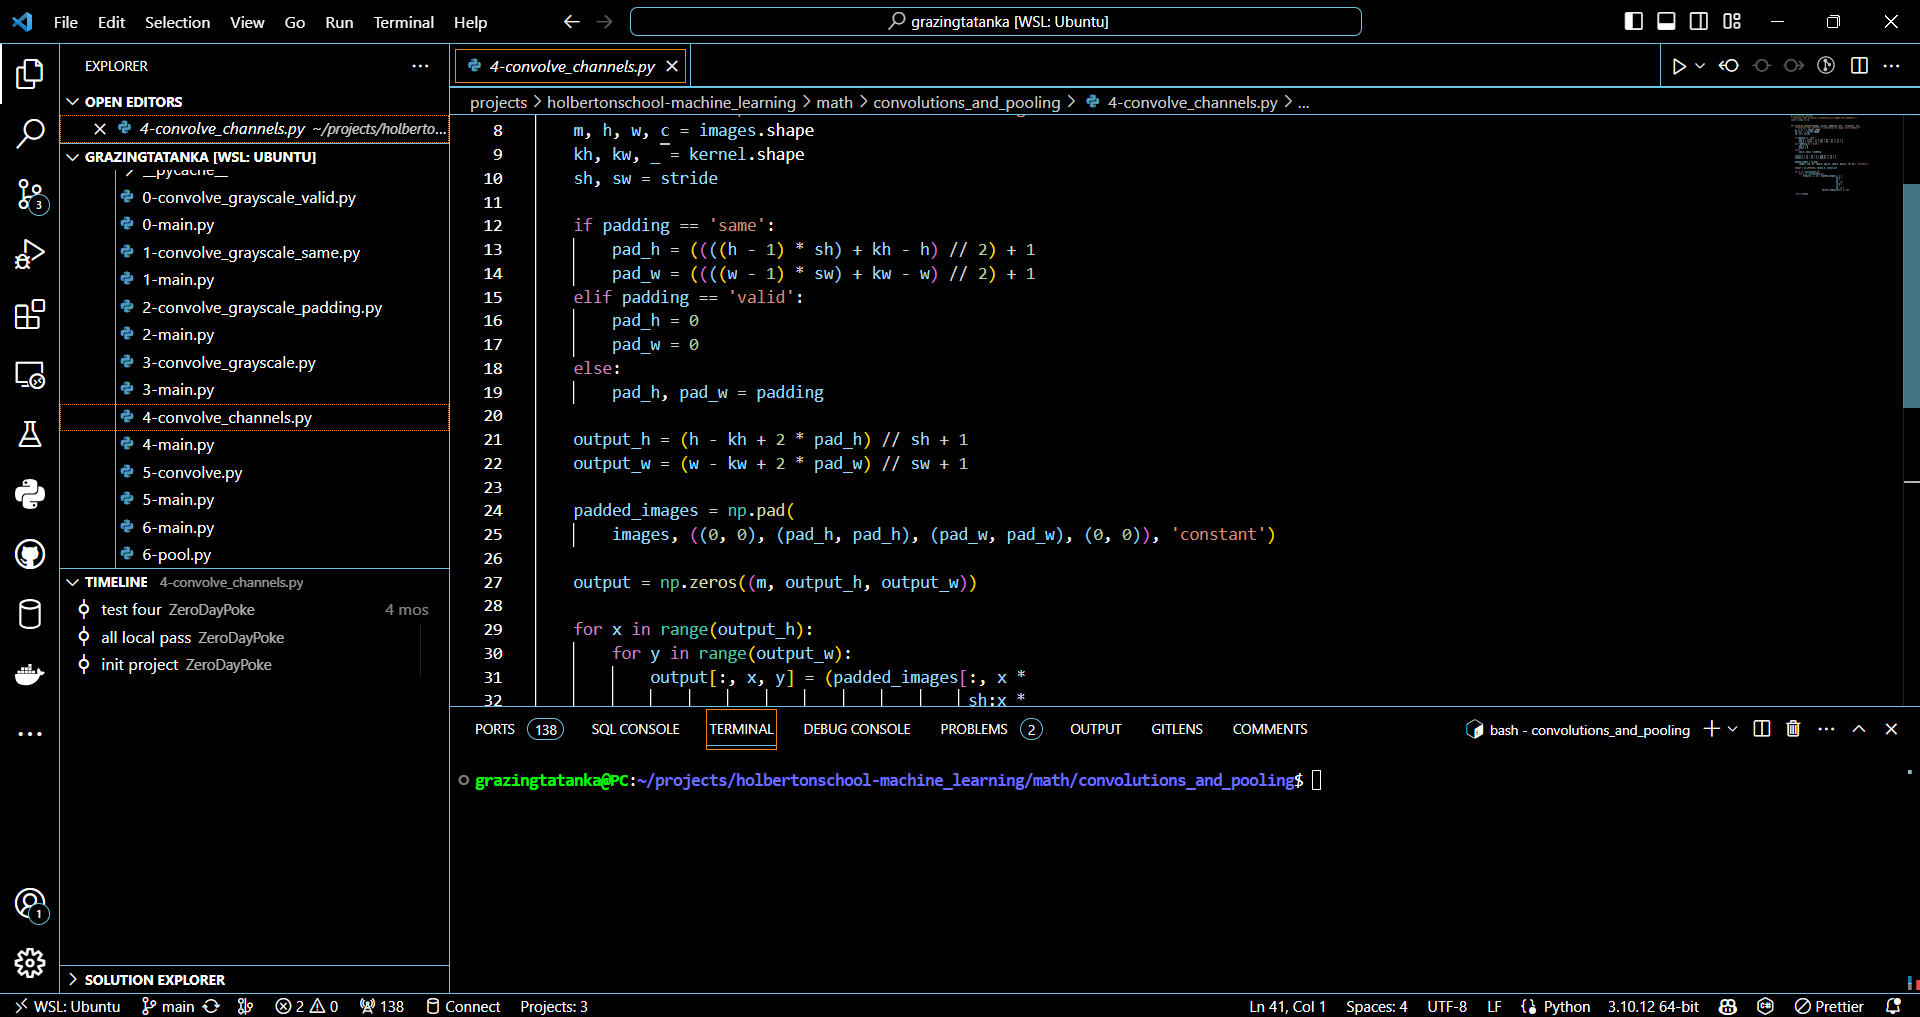 File Edit Selection View Go Run Terminal Help
grazingtatanka [WSL: Ubuntu]
EXPLORER
OPEN EDITORS
4-convolve_channels.py ~/projects/holberto...
GRAZINGTATANKA [WSL: UBUNTU]
__pycache__
0-convolve_grayscale_valid.py
0-main.py
1-convolve_grayscale_same.py
1-main.py
2-convolve_grayscale_padding.py
2-main.py
3-convolve_grayscale.py
3-main.py
4-convolve_channels.py
4-main.py
5-convolve.py
5-main.py
6-main.py
6-pool.py
TIMELINE 4-convolve_channels.py
test four ZeroDayPoke 4 mos
all local pass ZeroDayPoke
init project ZeroDayPoke
SOLUTION EXPLORER
3
1
4-convolve_channels.py
projects > holbertonschool-machine_learning > math > convolutions_and_pooling > 4-convolve_channels.py > ...
8 m, h, w, c = images.shape
9 kh, kw, _ = kernel.shape
10 sh, sw = stride
11
12 if padding == 'same':
13 pad_h = ((((h - 1) * sh) + kh - h) // 2) + 1
14 pad_w = ((((w - 1) * sw) + kw - w) // 2) + 1
15 elif padding == 'valid':
16 pad_h = 0
17 pad_w = 0
18 else:
19 pad_h, pad_w = padding
20
21 output_h = (h - kh + 2 * pad_h) // sh + 1
22 output_w = (w - kw + 2 * pad_w) // sw + 1
23
24 padded_images = np.pad(
25 images, ((0, 0), (pad_h, pad_h), (pad_w, pad_w), (0, 0)), 'constant')
26
27 output = np.zeros((m, output_h, output_w))
28
29 for x in range(output_h):
30 for y in range(output_w):
31 output[:, x, y] = (padded_images[:, x *
32 sh:x *
PORTS 138 SQL CONSOLE TERMINAL DEBUG CONSOLE PROBLEMS 2 OUTPUT GITLENS COMMENTS
bash - convolutions_and_pooling
grazingtatanka@PC:~/projects/holbertonschool-machine_learning/math/convolutions_and_pooling$
WSL: Ubuntu main 2 0 138 Connect Projects: 3
Ln 41, Col 1 Spaces: 4 UTF-8 LF Python 3.10.12 64-bit Prettier